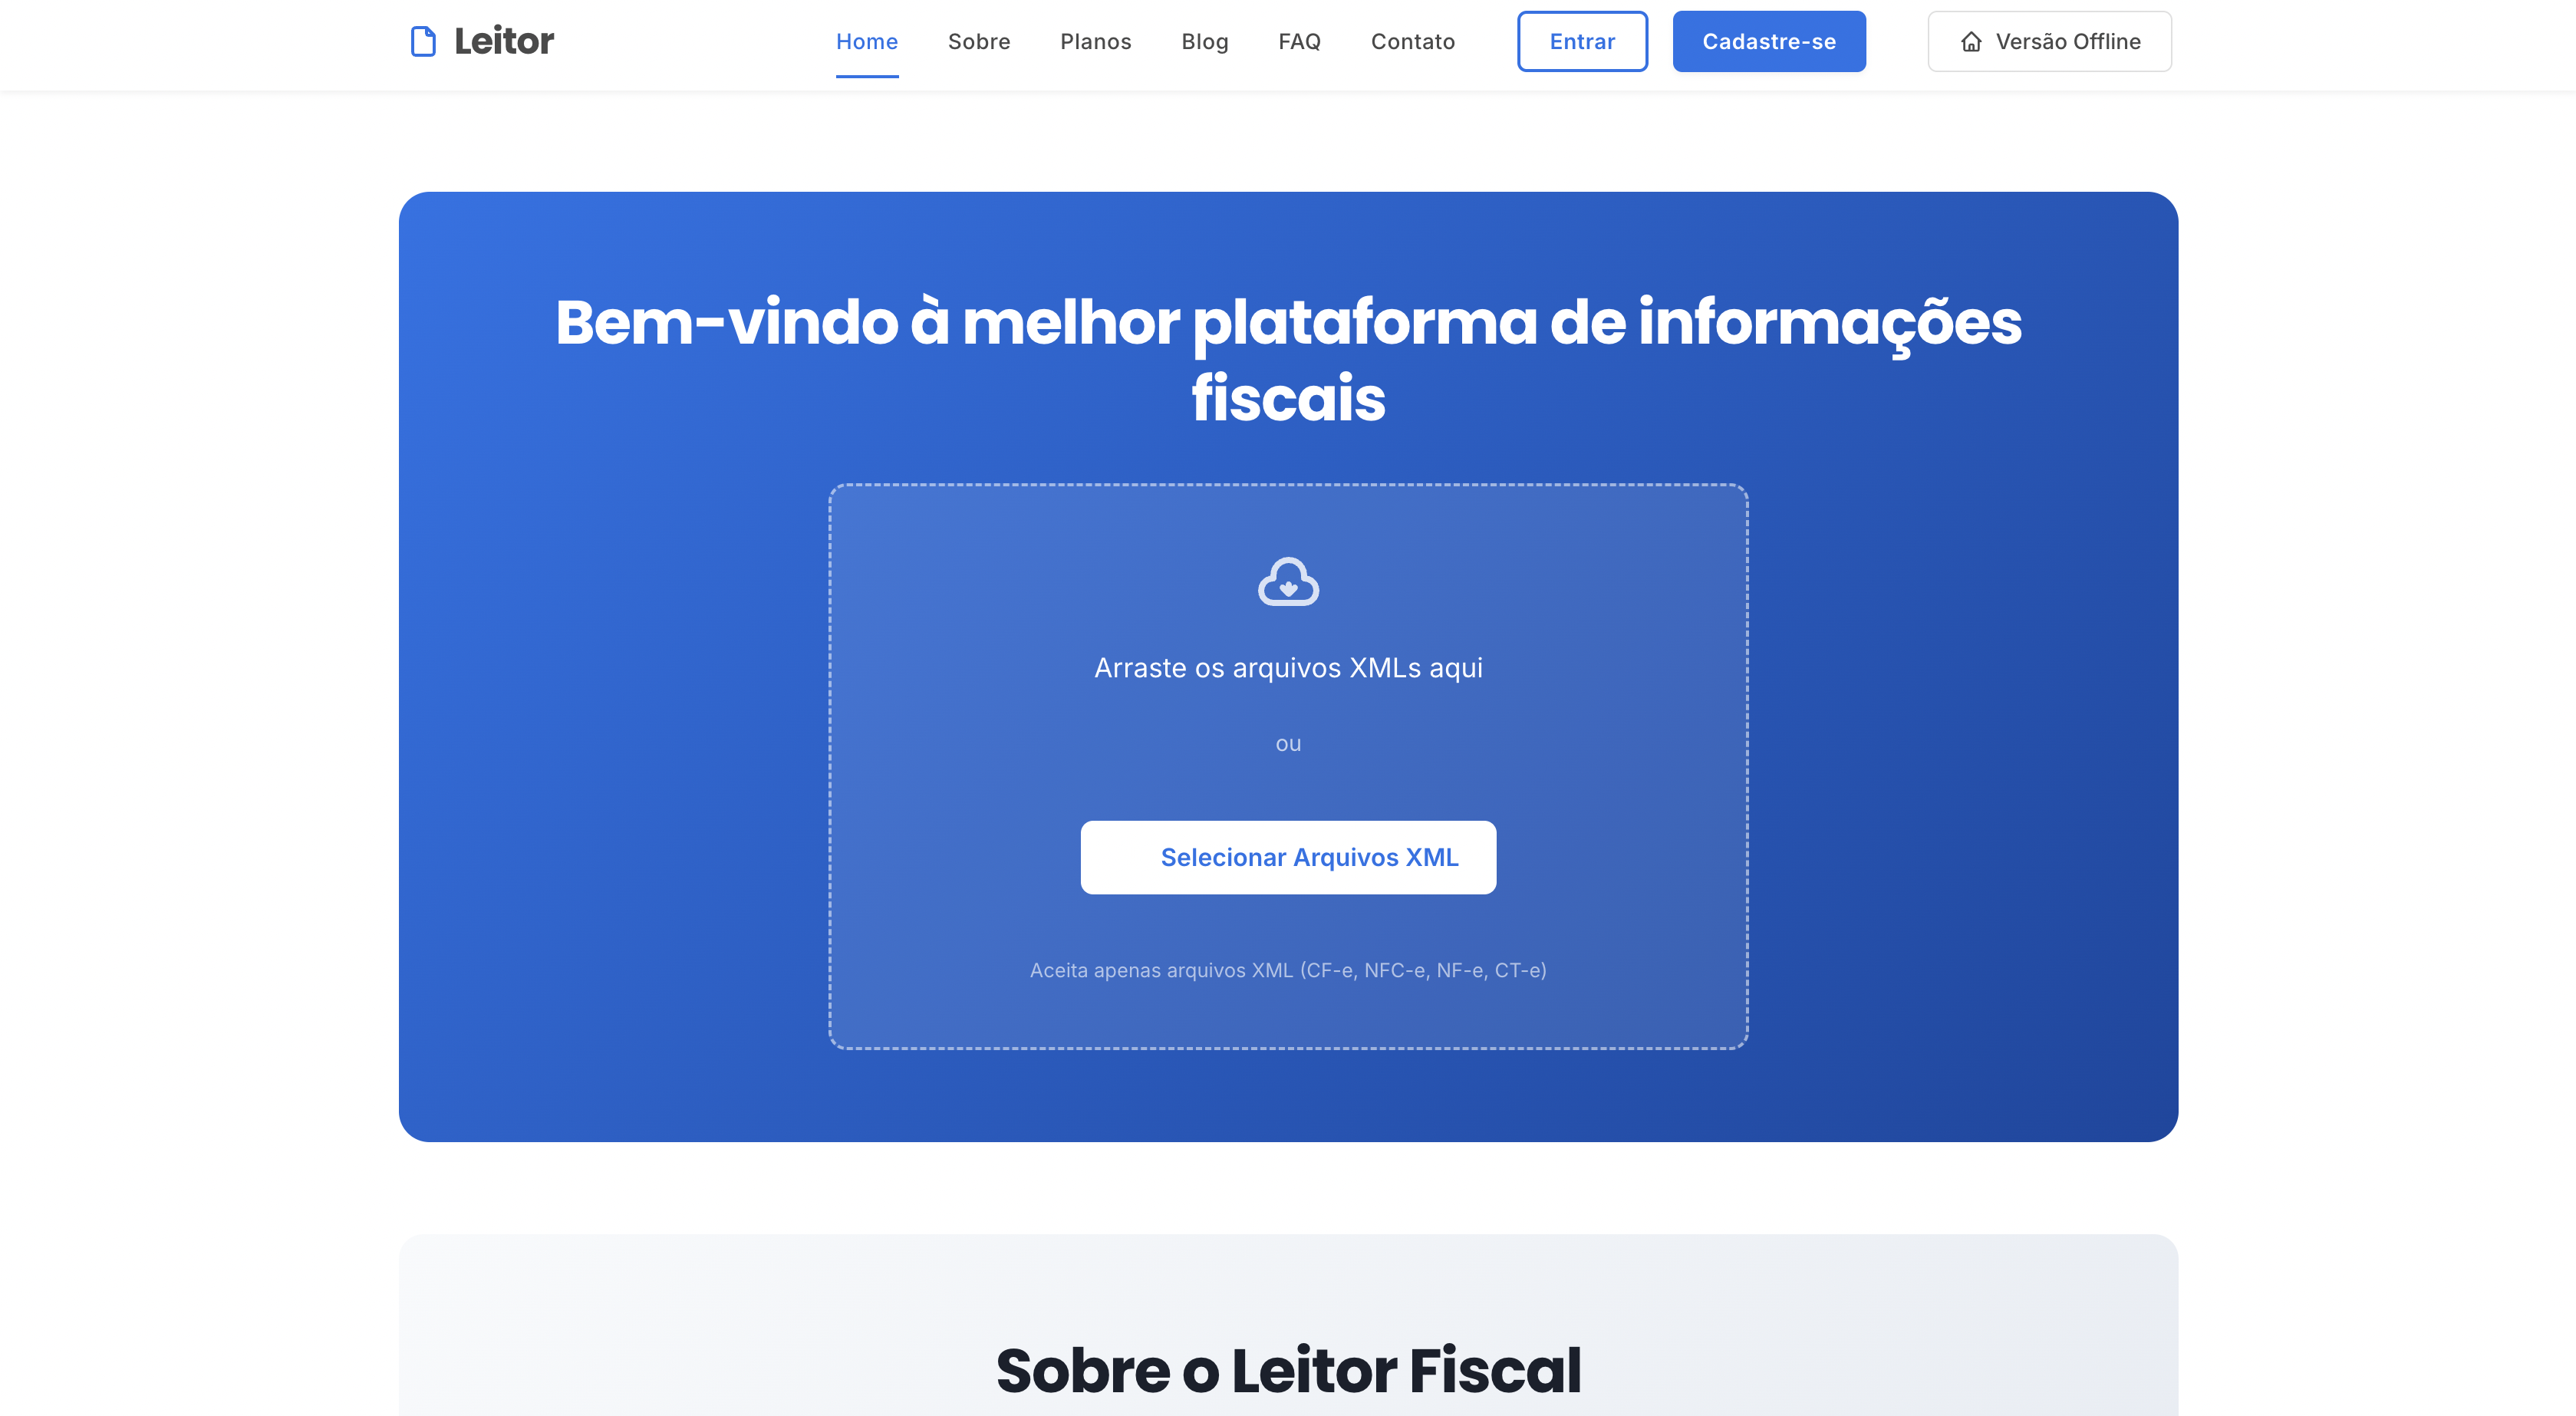 Leitor
Home
Sobre
Planos
Blog
FAQ
Contato
Entrar
Cadastre-se
Versão Offline
Bem-vindo à melhor plataforma de informações
fiscais
Arraste os arquivos XMLs aqui
ou
Selecionar Arquivos XML
Aceita apenas arquivos XML (CF-e, NFC-e, NF-e, CT-e)
Sobre o Leitor Fiscal